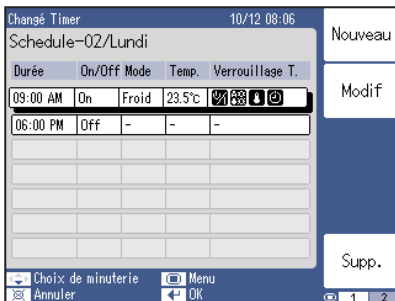 Changé Timer 10/12 08:06
Schedule-02/Lundi
Nouveau
Durée On/Off Mode Temp. Verrouillage T.
09:00 AM On Froid 23.5°c
Modif
06:00 PM Off - - -
Supp.
Choix de minuterie Menu
Annuler OK
1 2